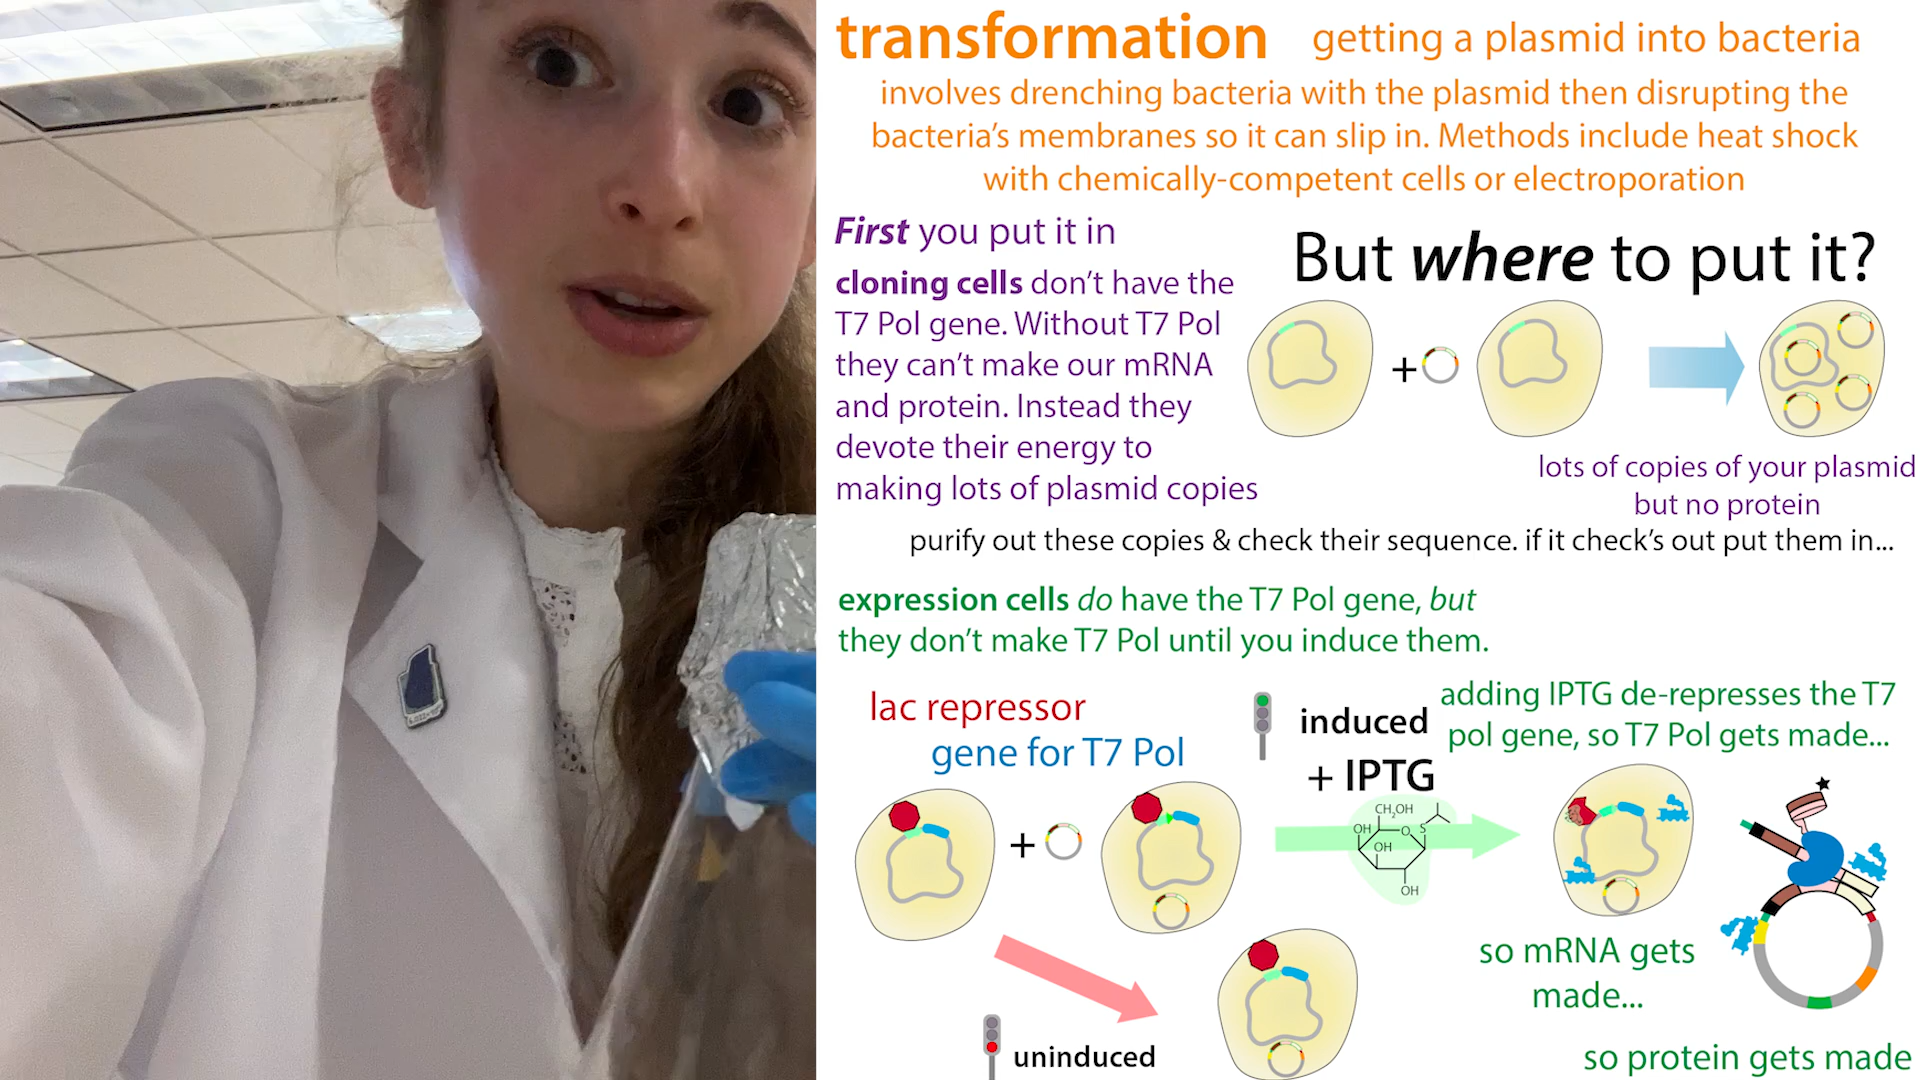 transformation getting a plasmid into bacteria
involves drenching bacteria with the plasmid then disrupting the
bacteria's membranes so it can slip in. Methods include heat shock
with chemically-competent cells or electroporation
First you put it in
But where to put it?
cloning cells don't have the
T7 Pol gene. Without T7 Pol
they can't make our mRNA
and protein. Instead they
devote their energy to
making lots of plasmid copies
+
lots of copies of your plasmid
but no protein
purify out these copies & check their sequence. if it check's out put them in...
expression cells do have the T7 Pol gene, but
they don't make T7 Pol until you induce them.
lac repressor
gene for T7 Pol
induced
+ IPTG
adding IPTG de-represses the T7
pol gene, so T7 Pol gets made...
+
CH2OH
OH
O
S
OH
OH
so mRNA gets
made...
uninduced
so protein gets made